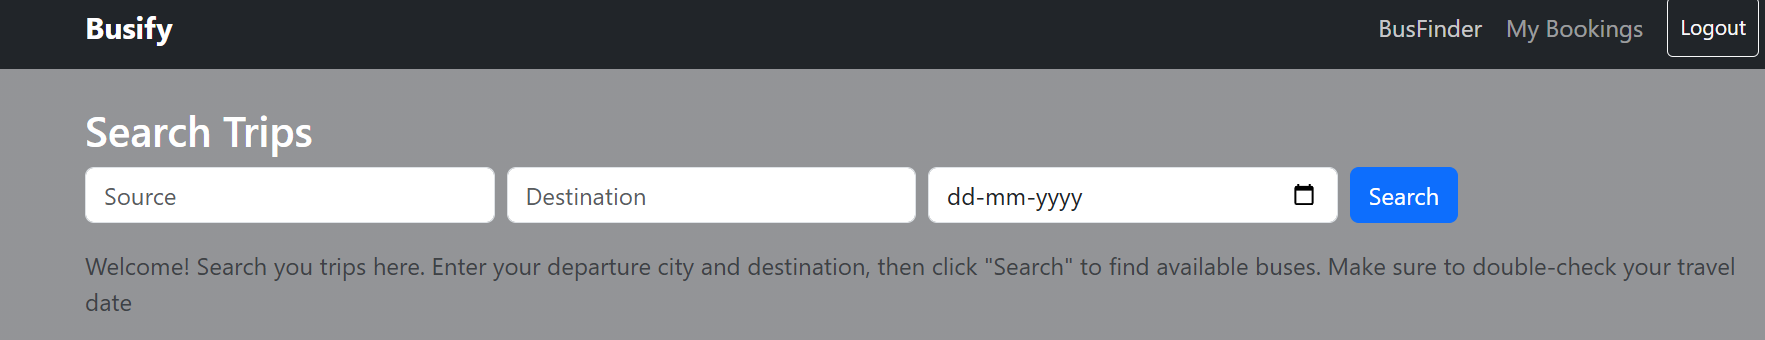 Busify
BusFinder
My Bookings
Logout
Search Trips
Source
Destination
dd-mm-yyyy
Search
Welcome! Search you trips here. Enter your departure city and destination, then click "Search" to find available buses. Make sure to double-check your travel
date